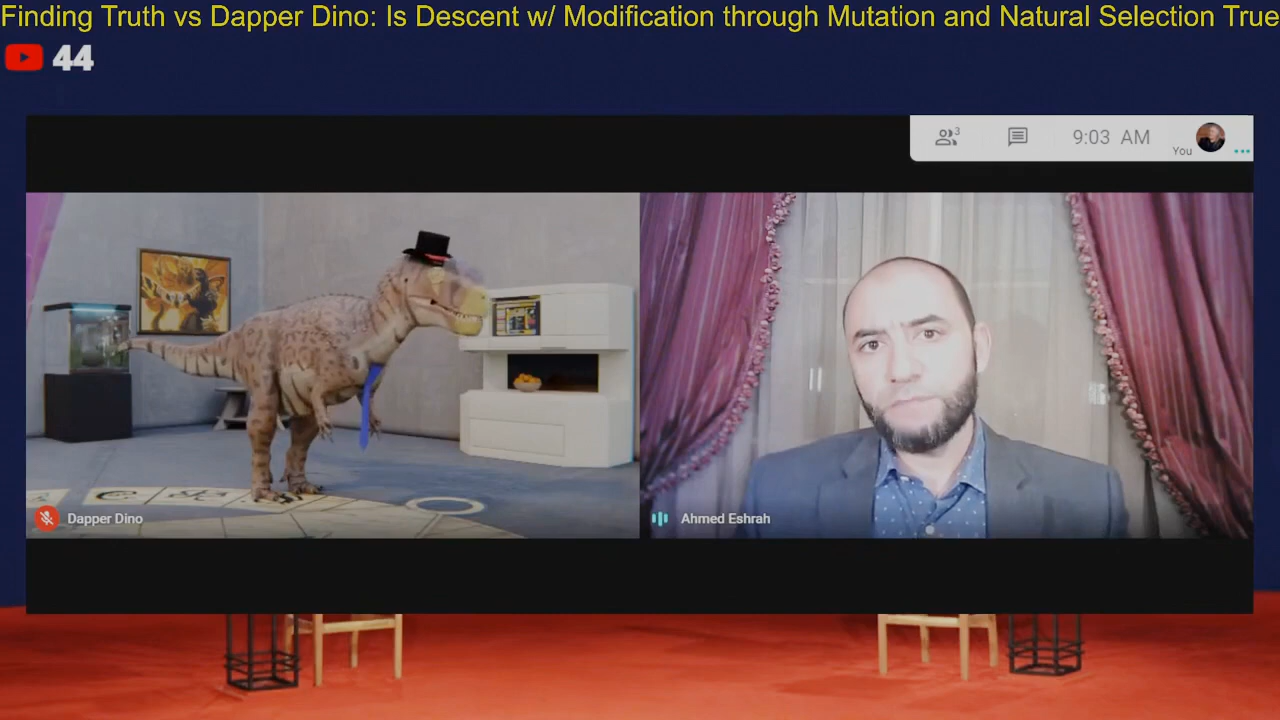 Finding Truth vs Dapper Dino: Is Descent w/ Modification through Mutation and Natural Selection True
44
3
9:03 AM
You
Dapper Dino
Ahmed Eshrah